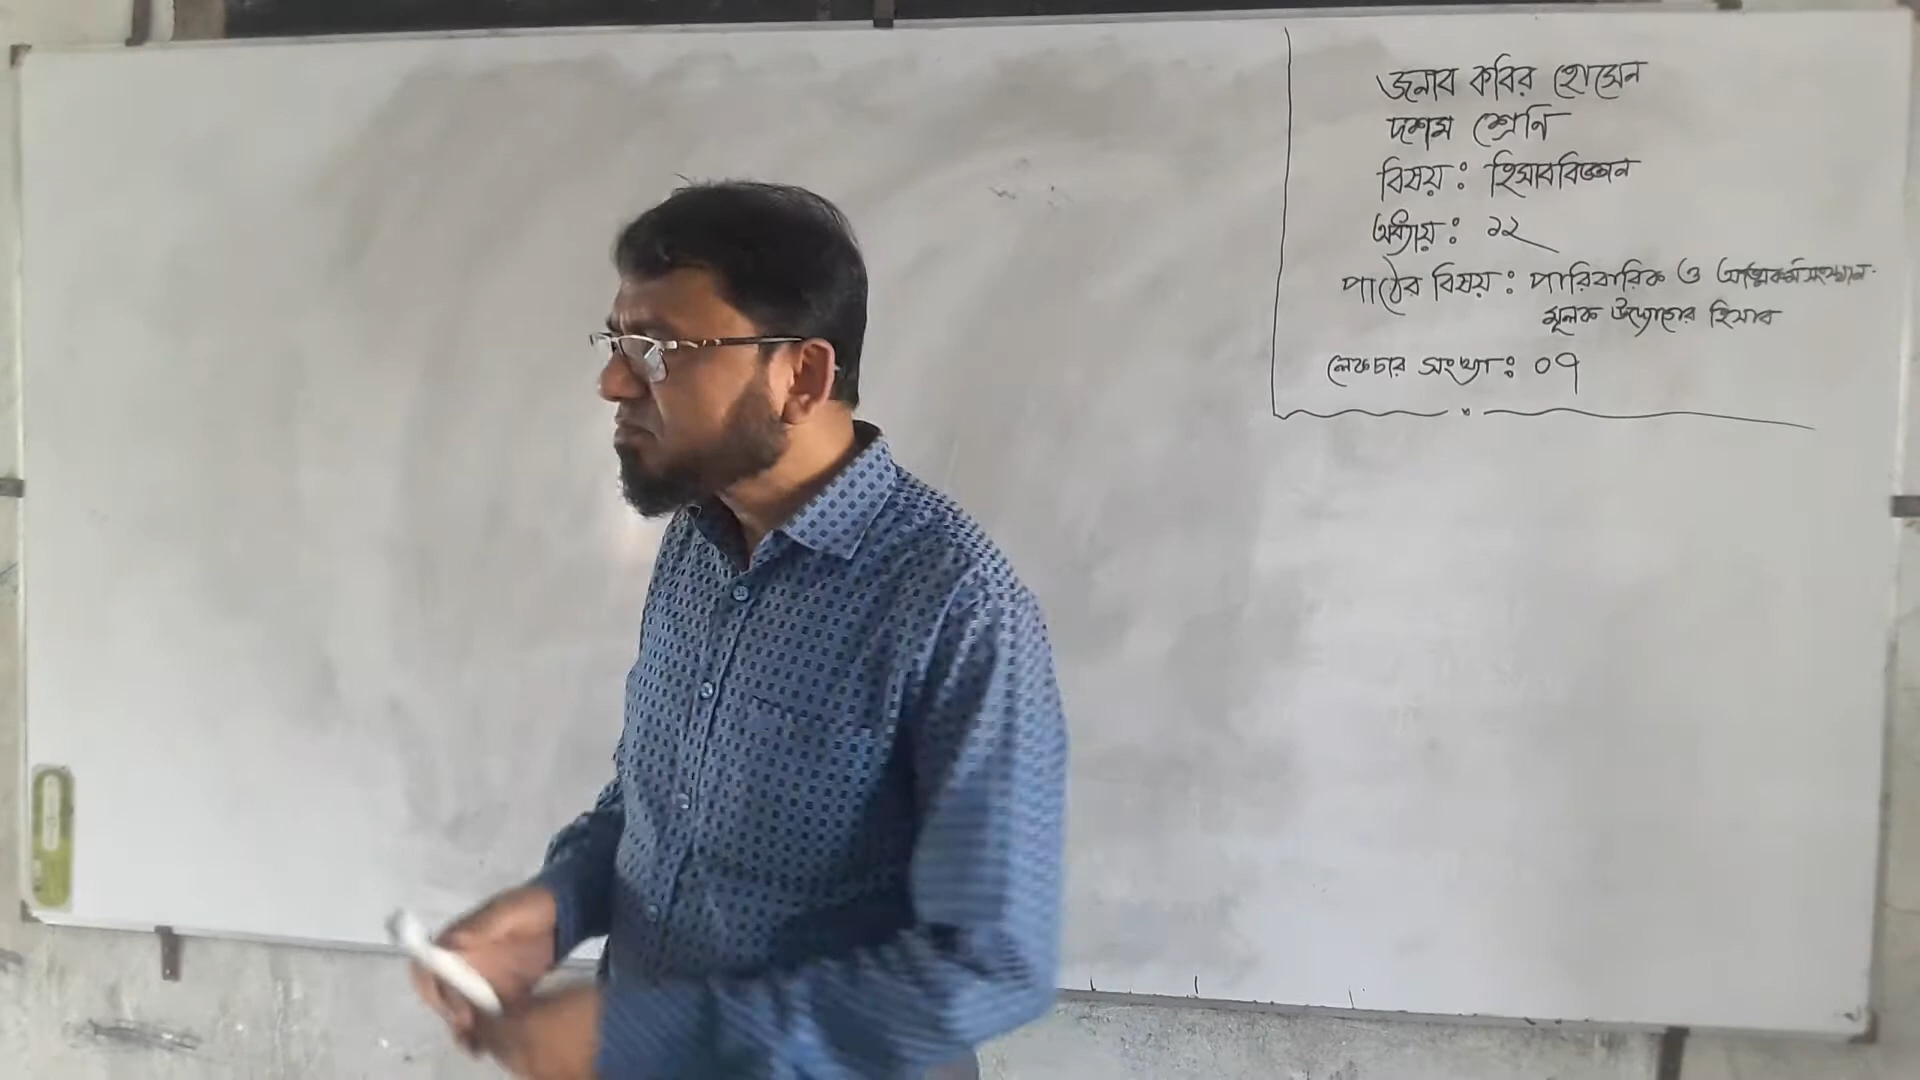 জনাব কবির হোসেন
দশম শ্রেনি
বিষয়ঃ হিসাববিজ্ঞান
অধ্যায়ঃ ১২
পাঠের বিষয়ঃ পারিবারিক ও আত্মকর্মসংস্থান-
মূলক উদ্যোগের হিসাব
লেকচার সংখ্যাঃ ০৭